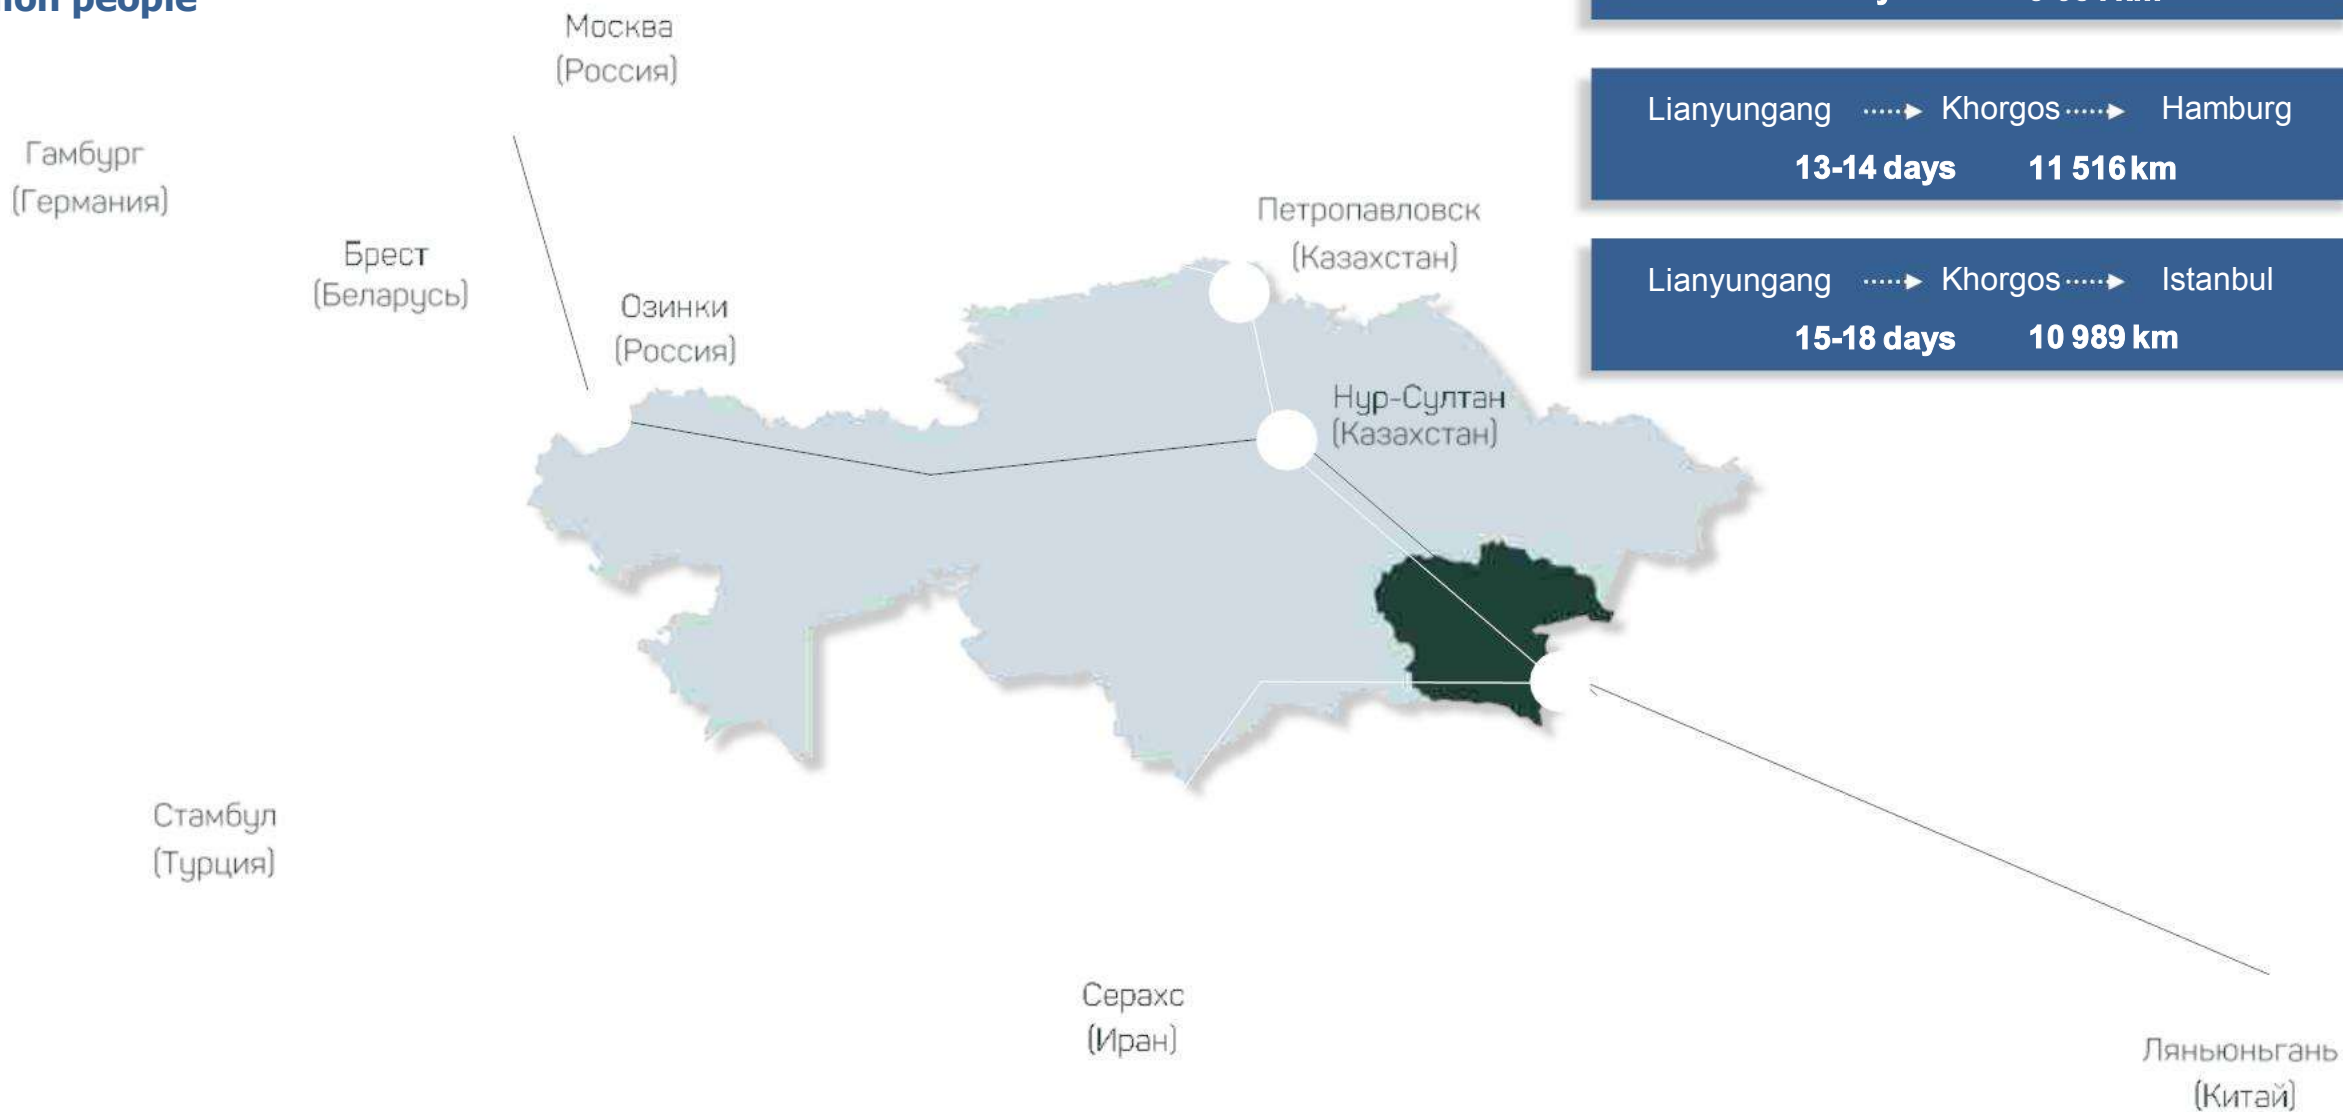 people
Москва
(Россия)
Lianyungang Khorgos Hamburg
13-14 days 11 516 km
Гамбург
(Германия)
Петропавловск
(Казахстан)
Брест
(Беларусь)
Lianyungang Khorgos Istanbul
15-18 days 10 989 km
Озинки
(Россия)
Нур-Султан
(Казахстан)
Стамбул
(Турция)
Серахс
(Иран)
Ляньюньгань
(Китай)